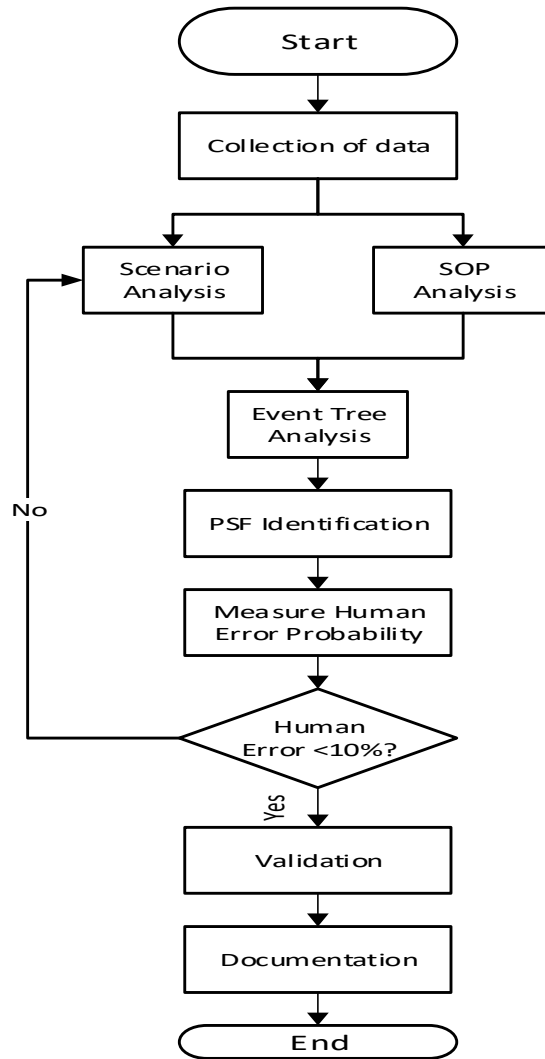 Start
Collection of data
Scenario
Analysis
SOP
Analysis
Event Tree
Analysis
No
PSF Identification
Measure Human
Error Probability
Human
Error <10%?
Yes
Validation
Documentation
End